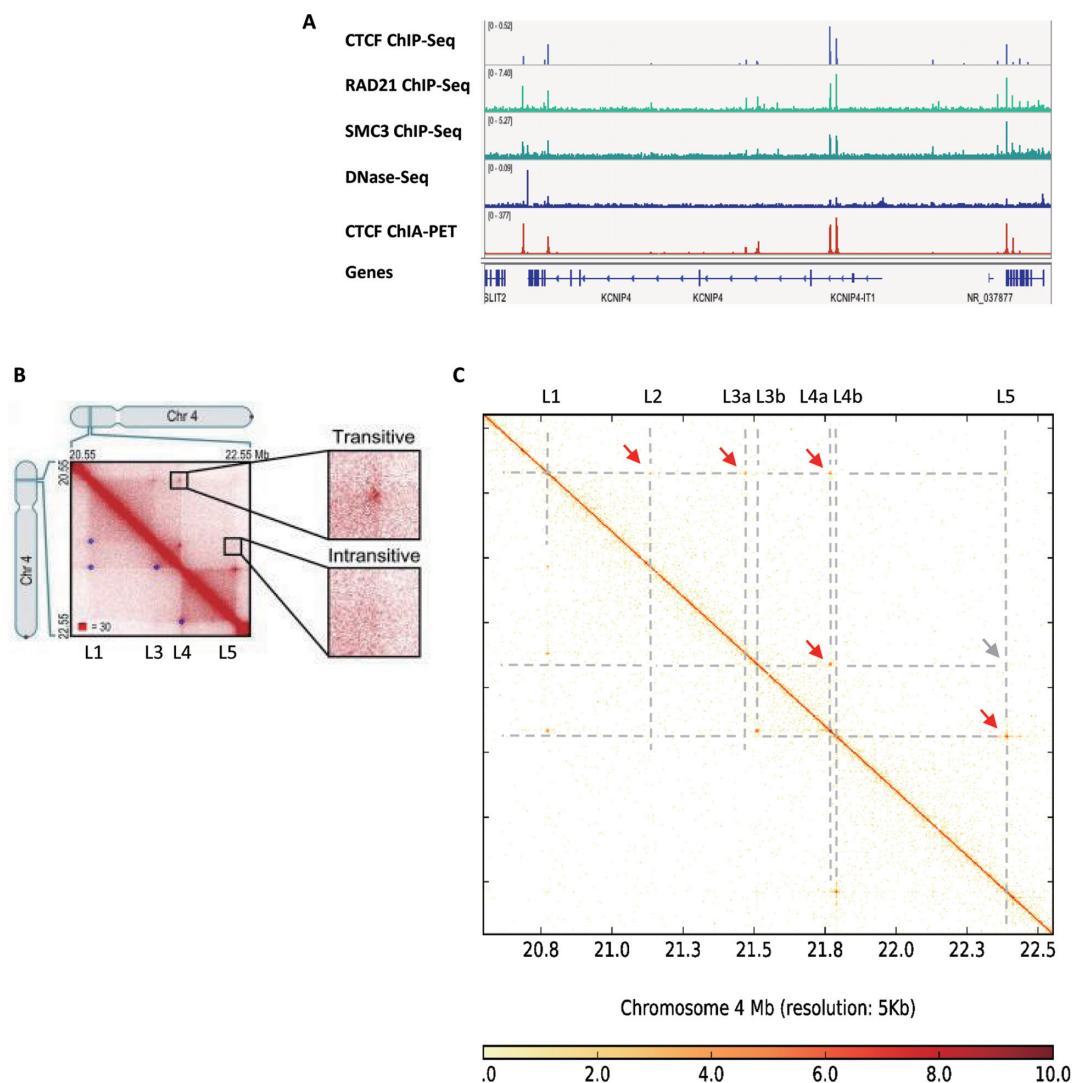 A
CTCF ChIP-Seq
[0 - 0.52]
RAD21 ChIP-Seq
[0 - 7.40]
SMC3 ChIP-Seq
[0 - 5.27]
DNase-Seq
[0 - 0.09]
CTCF ChIA-PET
[0 - 377]
Genes
SLIT2 KCNIP4 KCNIP4 KCNIP4-IT1 NR_037877
B
Chr 4
20.55 22.55 Mb
Chr 4
20.55
22.55
= 30
L1 L3 L4 L5
Transitive
Intransitive
C
L1 L2 L3a L3b L4a L4b L5
20.8 21.0 21.3 21.5 21.8 22.0 22.3 22.5
Chromosome 4 Mb (resolution: 5Kb)
.0 2.0 4.0 6.0 8.0 10.0